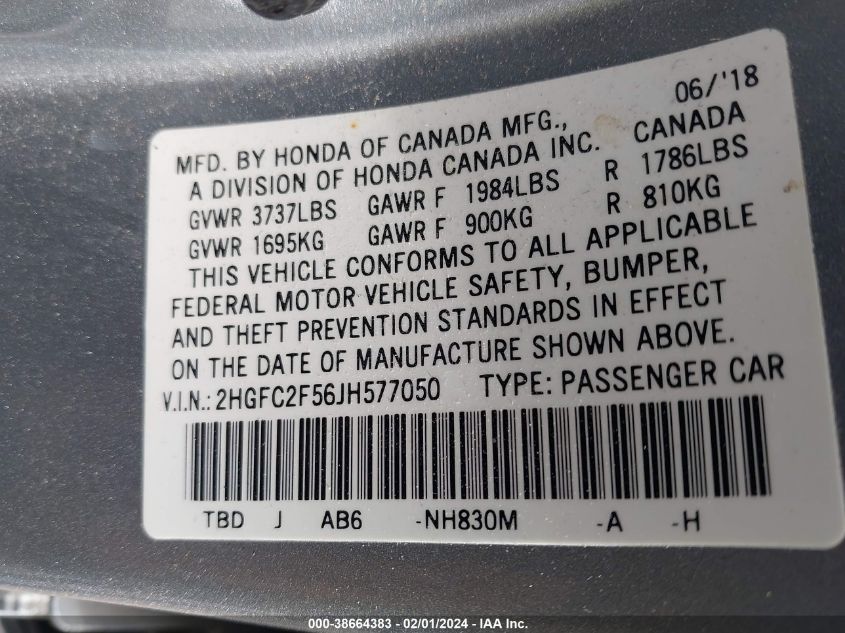 06/'18
MFD. BY HONDA OF CANADA MFG., CANADA
A DIVISION OF HONDA CANADA INC.
GVWR 3737LBS GAWR F 1984LBS R 1786LBS
GVWR 1695KG GAWR F 900KG R 810KG
THIS VEHICLE CONFORMS TO ALL APPLICABLE
FEDERAL MOTOR VEHICLE SAFETY, BUMPER,
AND THEFT PREVENTION STANDARDS IN EFFECT
ON THE DATE OF MANUFACTURE SHOWN ABOVE.
V.I.N.: 2HGFC2F56JH577050 TYPE: PASSENGER CAR
TBD J AB6 -NH830M -A -H
000-38664383 - 02/01/2024 - IAA Inc.